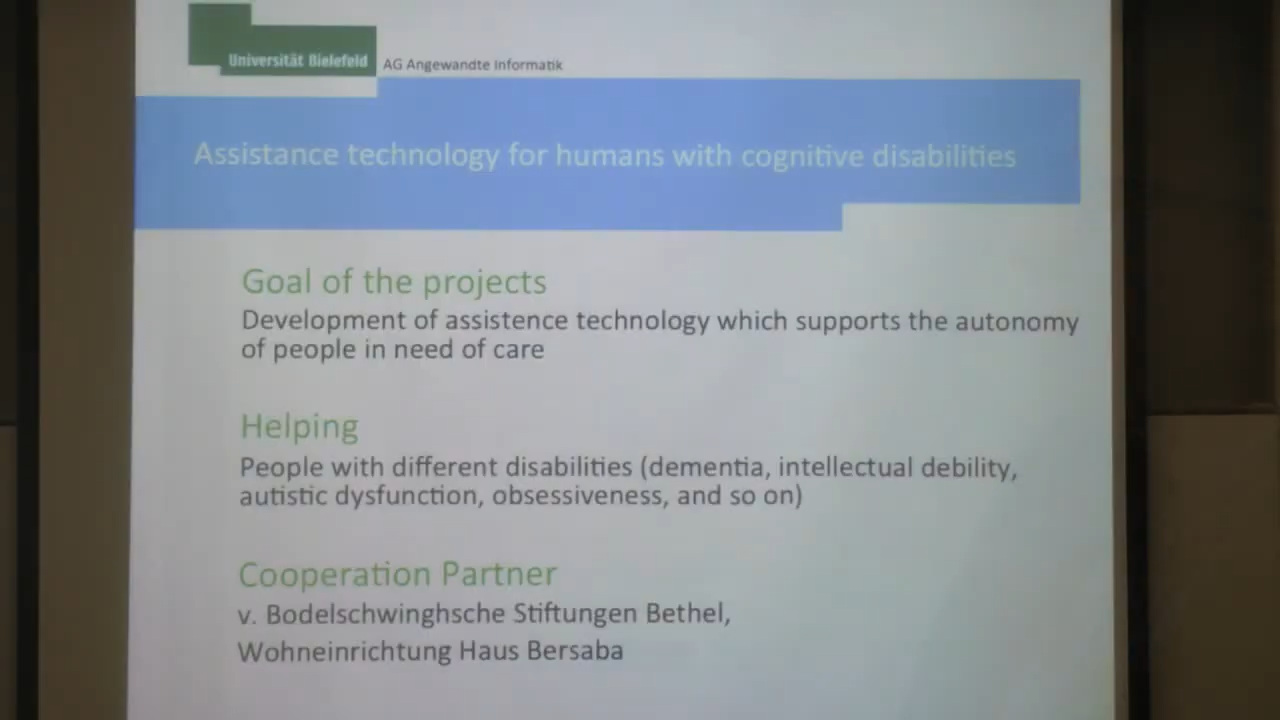 Universität Bielefeld
AG Angewandte Informatik
Assistance technology for humans with cognitive disabilities
Goal of the projects
Development of assistence technology which supports the autonomy
of people in need of care
Helping
People with different disabilities (dementia, intellectual debility,
autistic dysfunction, obsessiveness, and so on)
Cooperation Partner
v. Bodelschwinghsche Stiftungen Bethel,
Wohneinrichtung Haus Bersaba